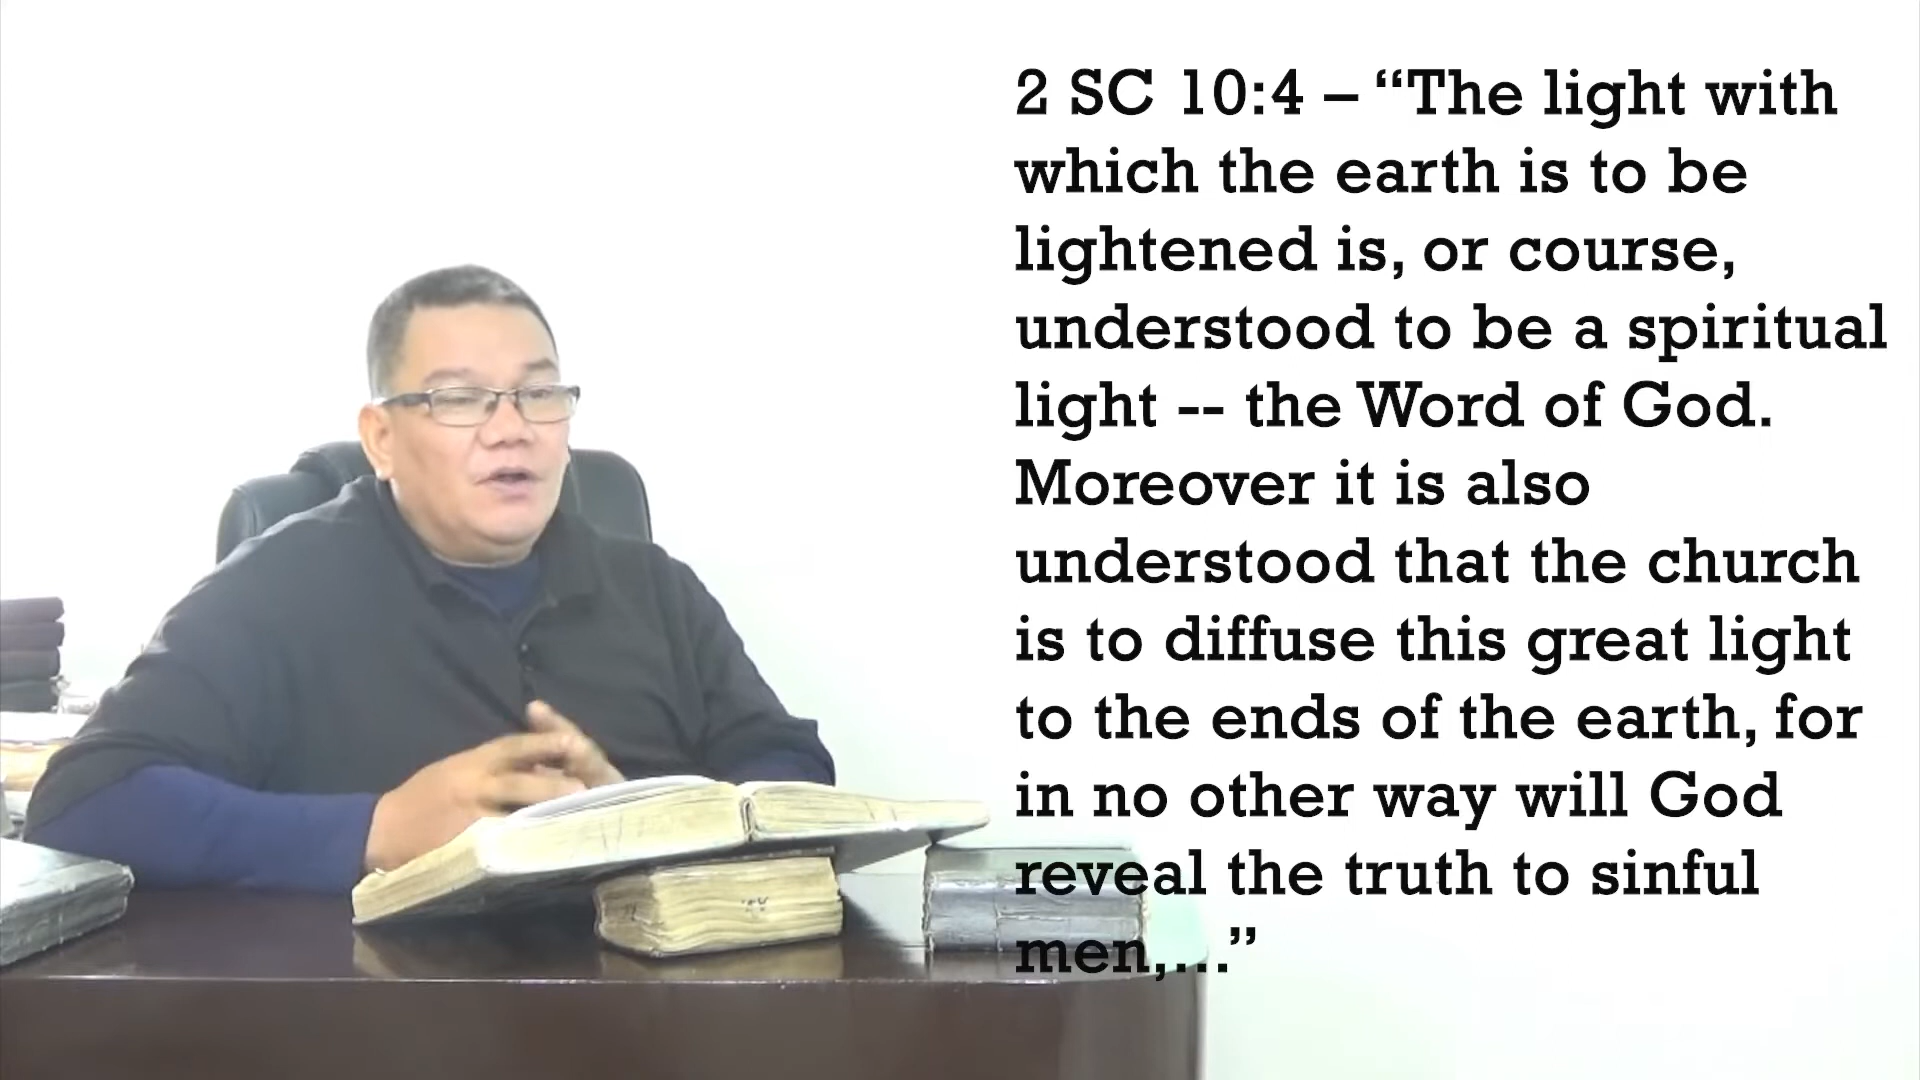 2 SC 10:4 – “The light with
which the earth is to be
lightened is, or course,
understood to be a spiritual
light -- the Word of God.
Moreover it is also
understood that the church
is to diffuse this great light
to the ends of the earth, for
in no other way will God
reveal the truth to sinful
men,…”